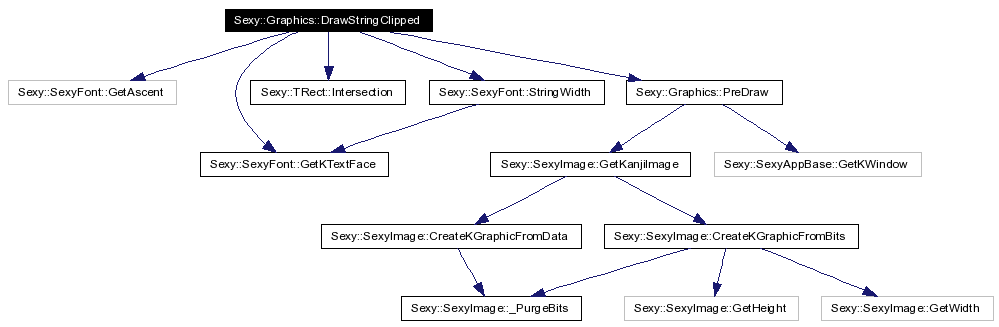 Sexy::Graphics::DrawStringClipped
Sexy::SexyFont::GetAscent
Sexy::TRect::Intersection
Sexy::SexyFont::StringWidth
Sexy::Graphics::PreDraw
Sexy::SexyFont::GetKTextFace
Sexy::SexyImage::GetKanjiImage
Sexy::SexyAppBase::GetKWindow
Sexy::SexyImage::CreateKGraphicFromData
Sexy::SexyImage::CreateKGraphicFromBits
Sexy::SexyImage::_PurgeBits
Sexy::SexyImage::GetHeight
Sexy::SexyImage::GetWidth